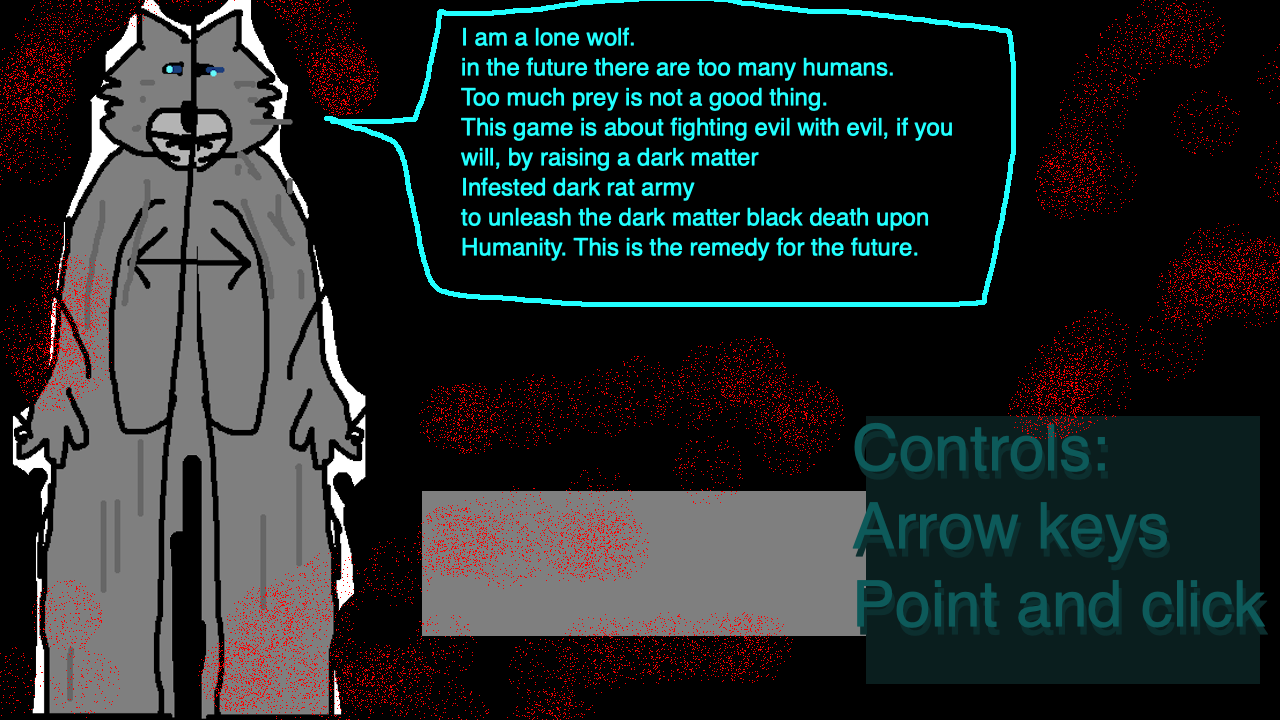 I am a lone wolf.
in the future there are too many humans.
Too much prey is not a good thing.
This game is about fighting evil with evil, if you
will, by raising a dark matter
Infested dark rat army
to unleash the dark matter black death upon
Humanity. This is the remedy for the future.
Controls:
Arrow keys
Point and click